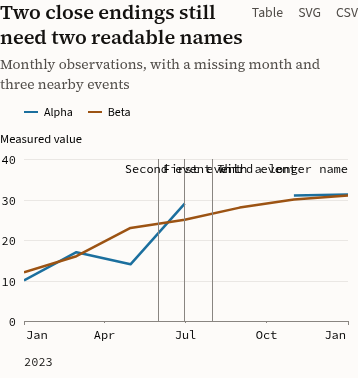 Two close endings still
need two readable names
Table SVG CSV
Monthly observations, with a missing month and
three nearby events
Alpha Beta
Measured value
40
30
20
10
0
Jan Apr Jul Oct Jan
2023